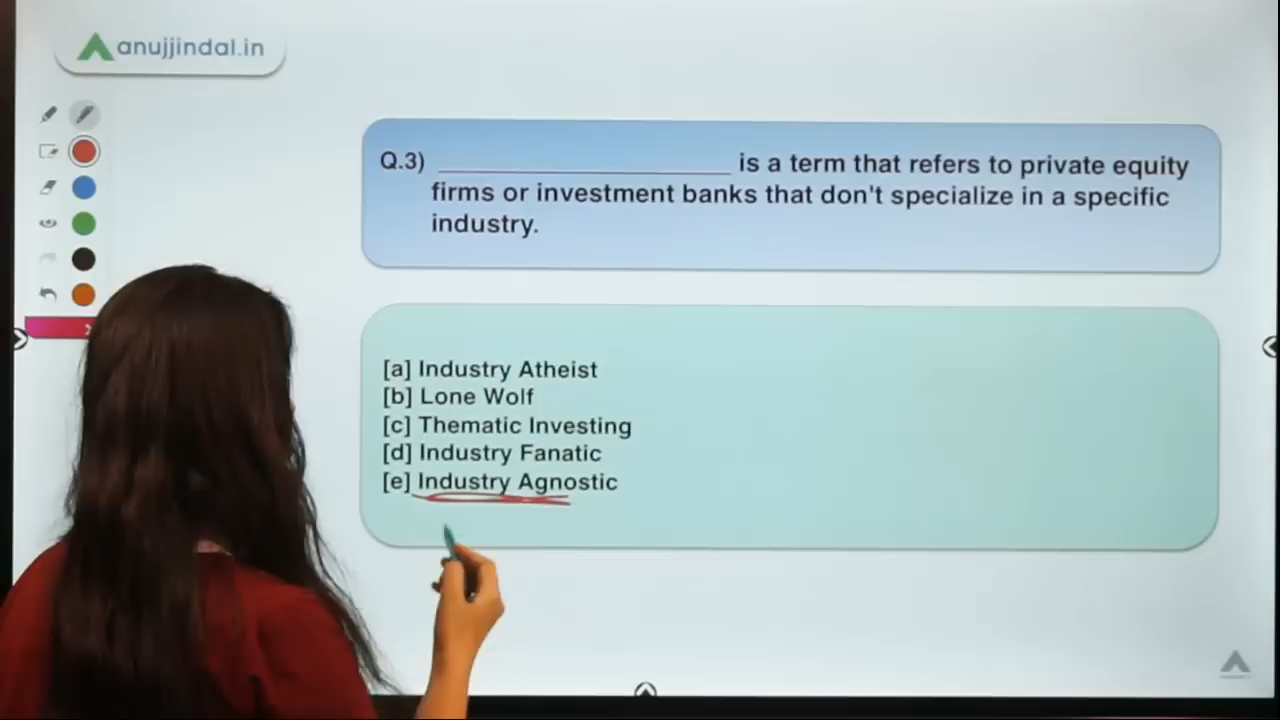 anujjindal.in
Q.3) ____________________ is a term that refers to private equity
firms or investment banks that don't specialize in a specific
industry.
[a] Industry Atheist
[b] Lone Wolf
[c] Thematic Investing
[d] Industry Fanatic
[e] Industry Agnostic